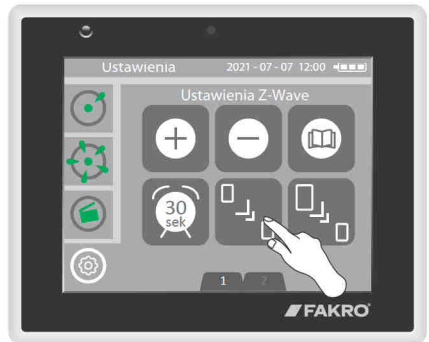 Ustawienia 2021 - 07 - 07 12:00
Ustawienia Z-Wave
30
sek
1 2
FAKRO